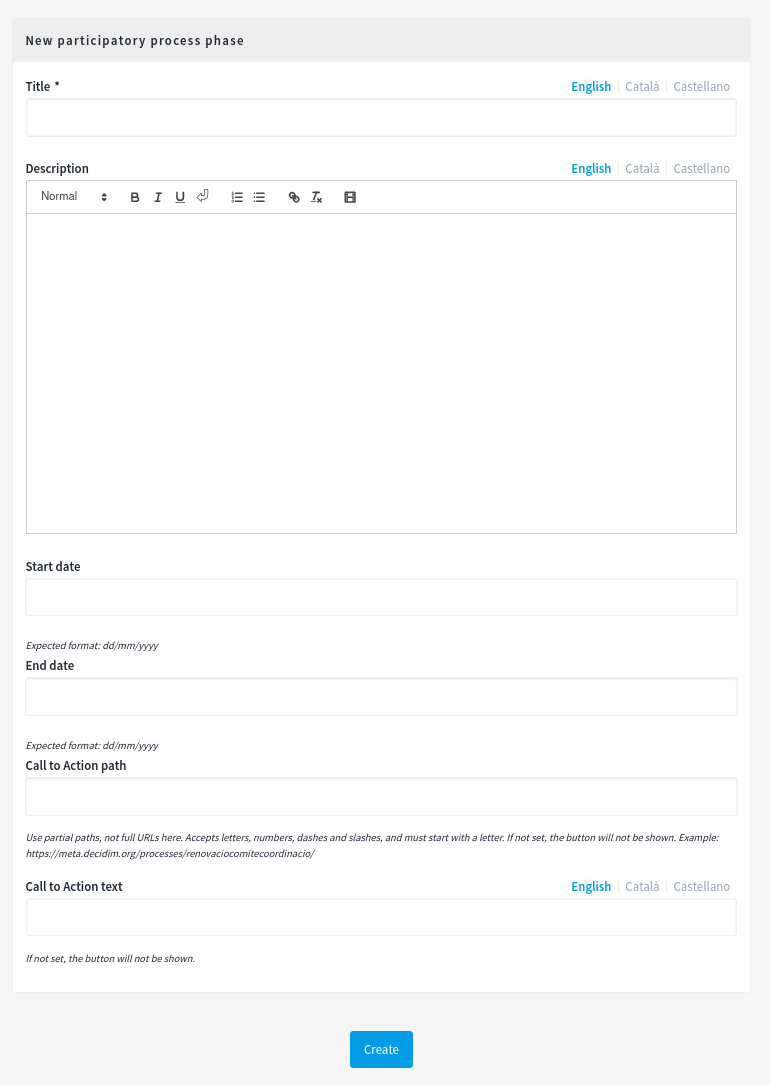 New participatory process phase
Title *
English Català Castellano
Description
English Català Castellano
Normal B I U
Start date
Expected format: dd/mm/yyyy
End date
Expected format: dd/mm/yyyy
Call to Action path
Use partial paths, not full URLs here. Accepts letters, numbers, dashes and slashes, and must start with a letter. If not set, the button will not be shown. Example:
https://meta.decidim.org/processes/renovaciocomitecoordinacio/
Call to Action text
English Català Castellano
If not set, the button will not be shown.
Create